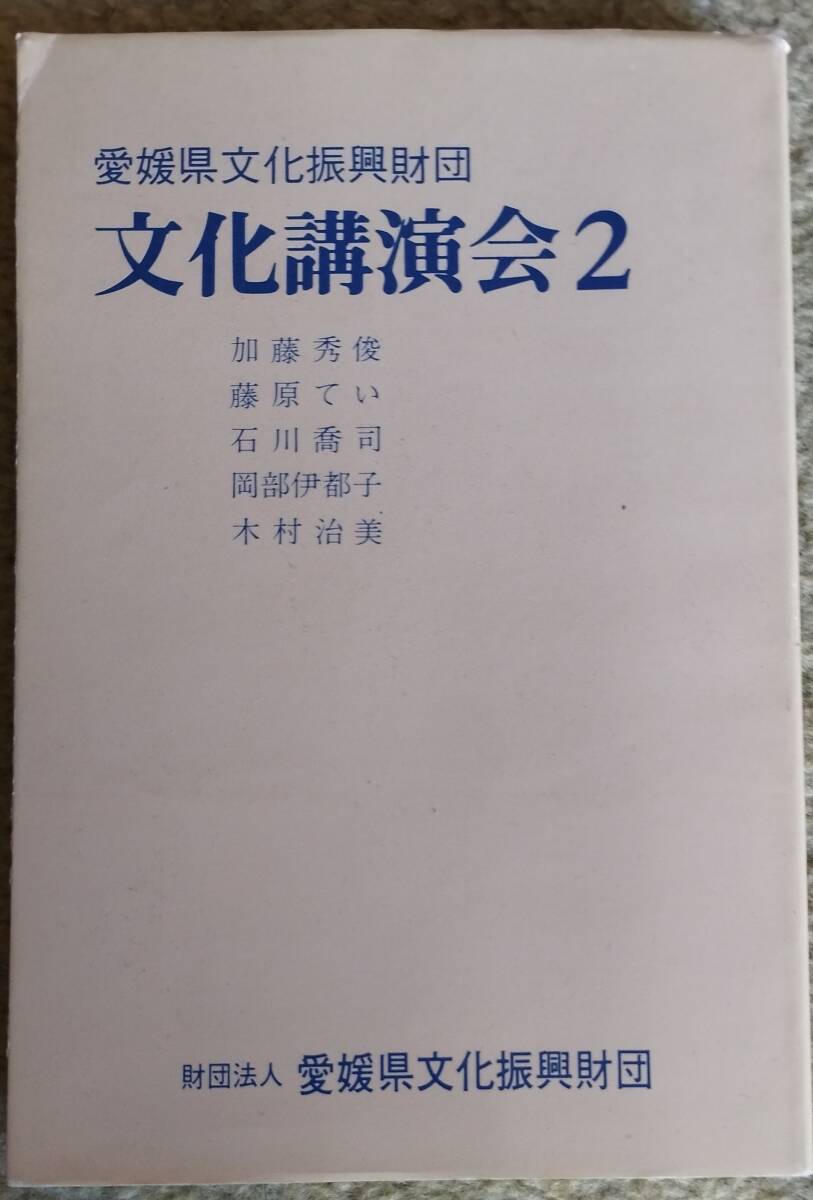 愛媛県文化振興財団
文化講演会2
加藤秀俊
藤原てい
石川喬司
岡部伊都子
木村治美
財団法人 愛媛県文化振興財団